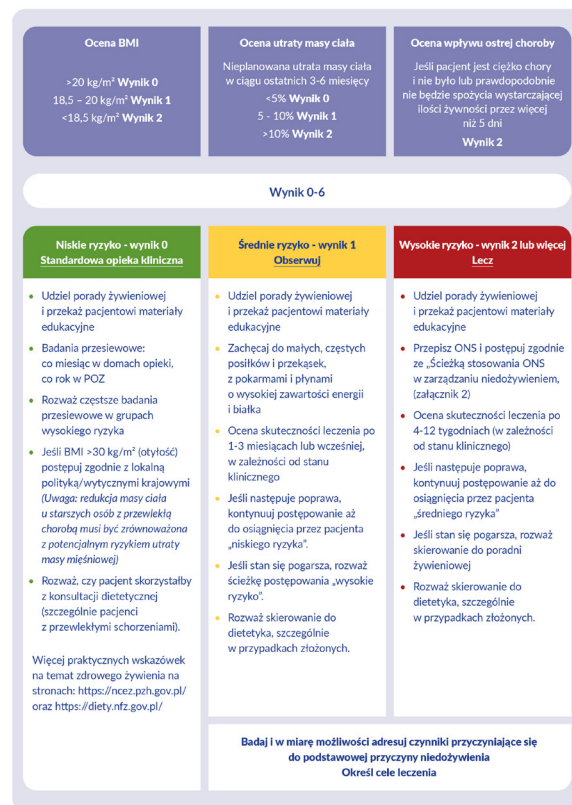 Ocena BMI
>20 kg/m² Wynik 0
18,5 – 20 kg/m² Wynik 1
<18,5 kg/m² Wynik 2
Ocena utraty masy ciała
Nieplanowana utrata masy ciała
w ciągu ostatnich 3-6 miesięcy
<5% Wynik 0
5 - 10% Wynik 1
>10% Wynik 2
Ocena wpływu ostrej choroby
Jeśli pacjent jest ciężko chory
i nie było lub prawdopodobnie
nie będzie spożycia wystarczającej
ilości żywności przez więcej
niż 5 dni
Wynik 2
Wynik 0-6
Niskie ryzyko - wynik 0
Standardowa opieka kliniczna
• Udziel porady żywieniowej
i przekaż pacjentowi materiały
edukacyjne
• Badania przesiewowe:
co miesiąc w domach opieki,
co rok w POZ
• Rozważ częstsze badania
przesiewowe w grupach
wysokiego ryzyka
• Jeśli BMI >30 kg/m² (otyłość)
postępuj zgodnie z lokalną
polityką/wytycznymi krajowymi
(Uwaga: redukcja masy ciała
u starszych osób z przewlekłą
chorobą musi być zrównoważona
z potencjalnym ryzykiem utraty
masy mięśniowej)
• Rozważ, czy pacjent skorzystałby
z konsultacji dietetycznej
(szczególnie pacjenci
z przewlekłymi schorzeniami).
Więcej praktycznych wskazówek
na temat zdrowego żywienia na
stronach: https://ncez.pzh.gov.pl/
oraz https://diety.nfz.gov.pl/
Średnie ryzyko - wynik 1
Obserwuj
• Udziel porady żywieniowej
i przekaż pacjentowi materiały
edukacyjne
• Zachęcaj do małych, częstych
posiłków i przekąsek,
z pokarmami i płynami
o wysokiej zawartości energii
i białka
• Ocena skuteczności leczenia po
1-3 miesiącach lub wcześniej,
w zależności od stanu
klinicznego
• Jeśli następuje poprawa,
kontynuuj postępowanie aż
do osiągnięcia przez pacjenta
„niskiego ryzyka”.
• Jeśli stan się pogarsza, rozważ
ścieżkę postępowania „wysokie
ryzyko”.
• Rozważ skierowanie do
dietetyka, szczególnie
w przypadkach złożonych.
Wysokie ryzyko - wynik 2 lub więcej
Lecz
• Udziel porady żywieniowej
i przekaż pacjentowi materiały
edukacyjne
• Przepisz ONS i postępuj zgodnie
ze „Ścieżką stosowania ONS
w zarządzaniu niedożywieniem,
(załącznik 2)
• Ocena skuteczności leczenia po
4-12 tygodniach (w zależności
od stanu klinicznego)
• Jeśli następuje poprawa,
kontynuuj postępowanie aż do
osiągnięcia przez pacjenta
„średniego ryzyka”
• Jeśli stan się pogarsza, rozważ
skierowanie do poradni
żywieniowej
• Rozważ skierowanie do
dietetyka, szczególnie
w przypadkach złożonych.
Badaj i w miarę możliwości adresuj czynniki przyczyniające się
do podstawowej przyczyny niedożywienia
Określ cele leczenia